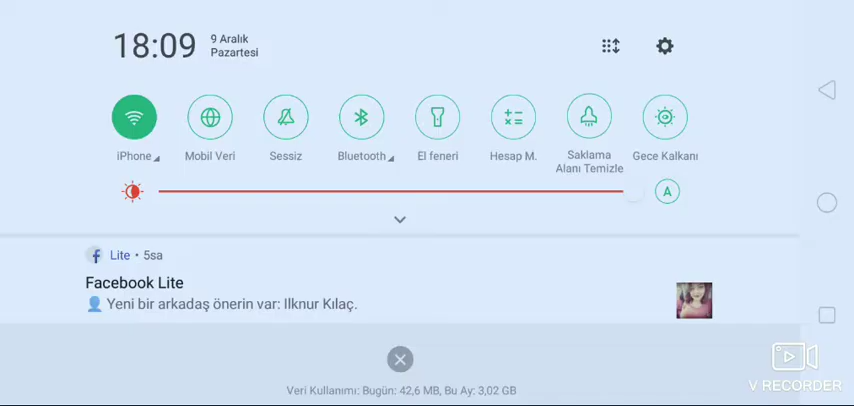 18:09
9 Aralık
Pazartesi
iPhone
Mobil Veri
Sessiz
Bluetooth
El feneri
Hesap M.
Saklama
Alanı Temizle
Gece Kalkanı
A
Lite • 5sa
Facebook Lite
Yeni bir arkadaş önerin var: Ilknur Kılaç.
Veri Kullanımı: Bugün: 42,6 MB, Bu Ay: 3,02 GB
V RECORDER